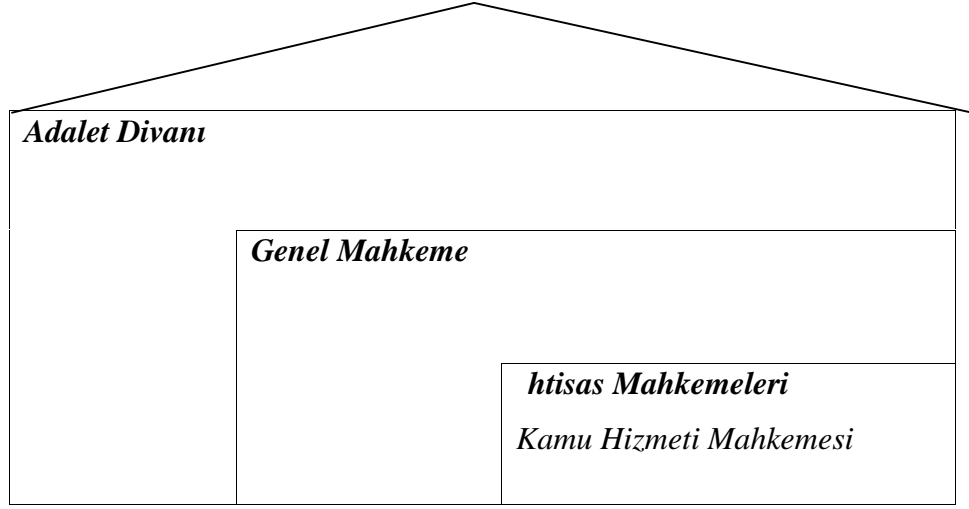 Adalet Divanı
Genel Mahkeme
htisas Mahkemeleri
Kamu Hizmeti Mahkemesi